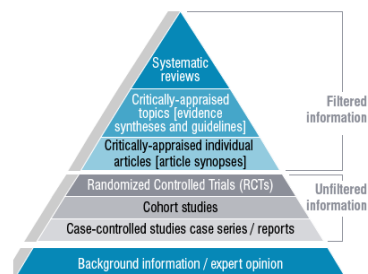 Systematic
reviews
Critically-appraised
topics [evidence
syntheses and guidelines]
Critically-appraised individual
articles [article synopses]
Filtered
information
Randomized Controlled Trials (RCTs)
Cohort studies
Case-controlled studies case series / reports
Unfiltered
information
Background information / expert opinion